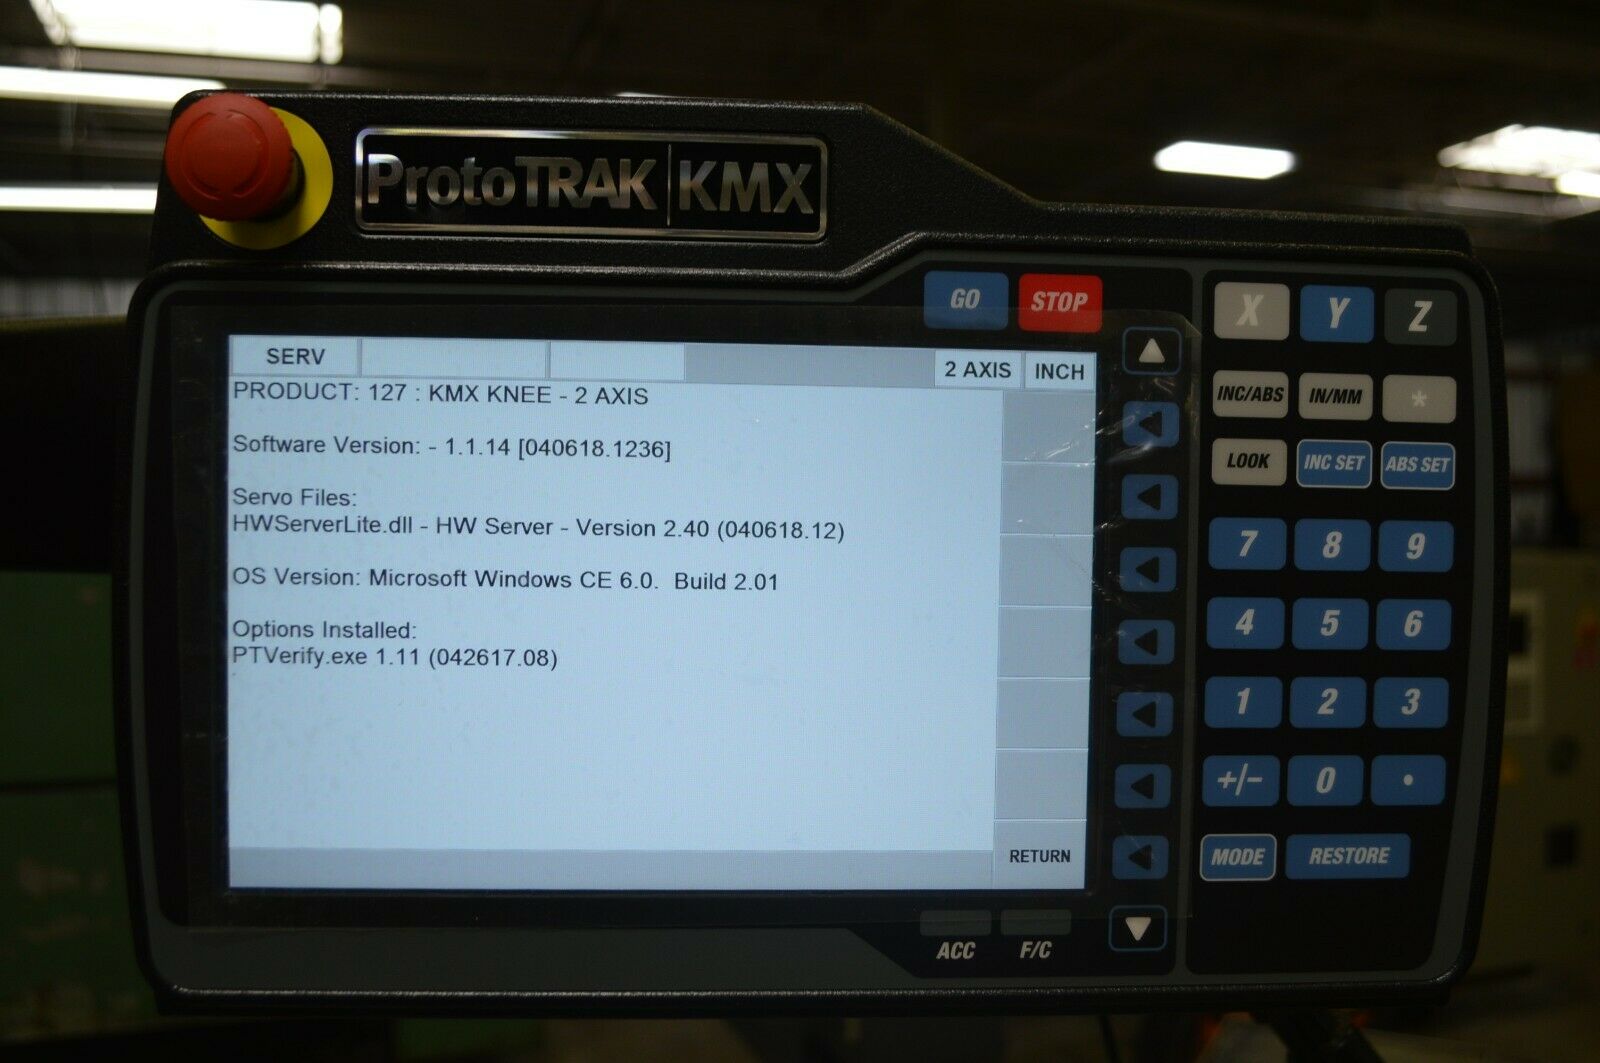 ProtoTRAK KMX
GO STOP
X Y Z
SERV 2 AXIS INCH
PRODUCT: 127 : KMX KNEE - 2 AXIS
Software Version: - 1.1.14 [040618.1236]
Servo Files:
HWServerLite.dll - HW Server - Version 2.40 (040618.12)
OS Version: Microsoft Windows CE 6.0. Build 2.01
Options Installed:
PTVerify.exe 1.11 (042617.08)
RETURN
INC/ABS IN/MM *
LOOK INC SET ABS SET
7 8 9
4 5 6
1 2 3
+/- 0 .
MODE RESTORE
ACC F/C